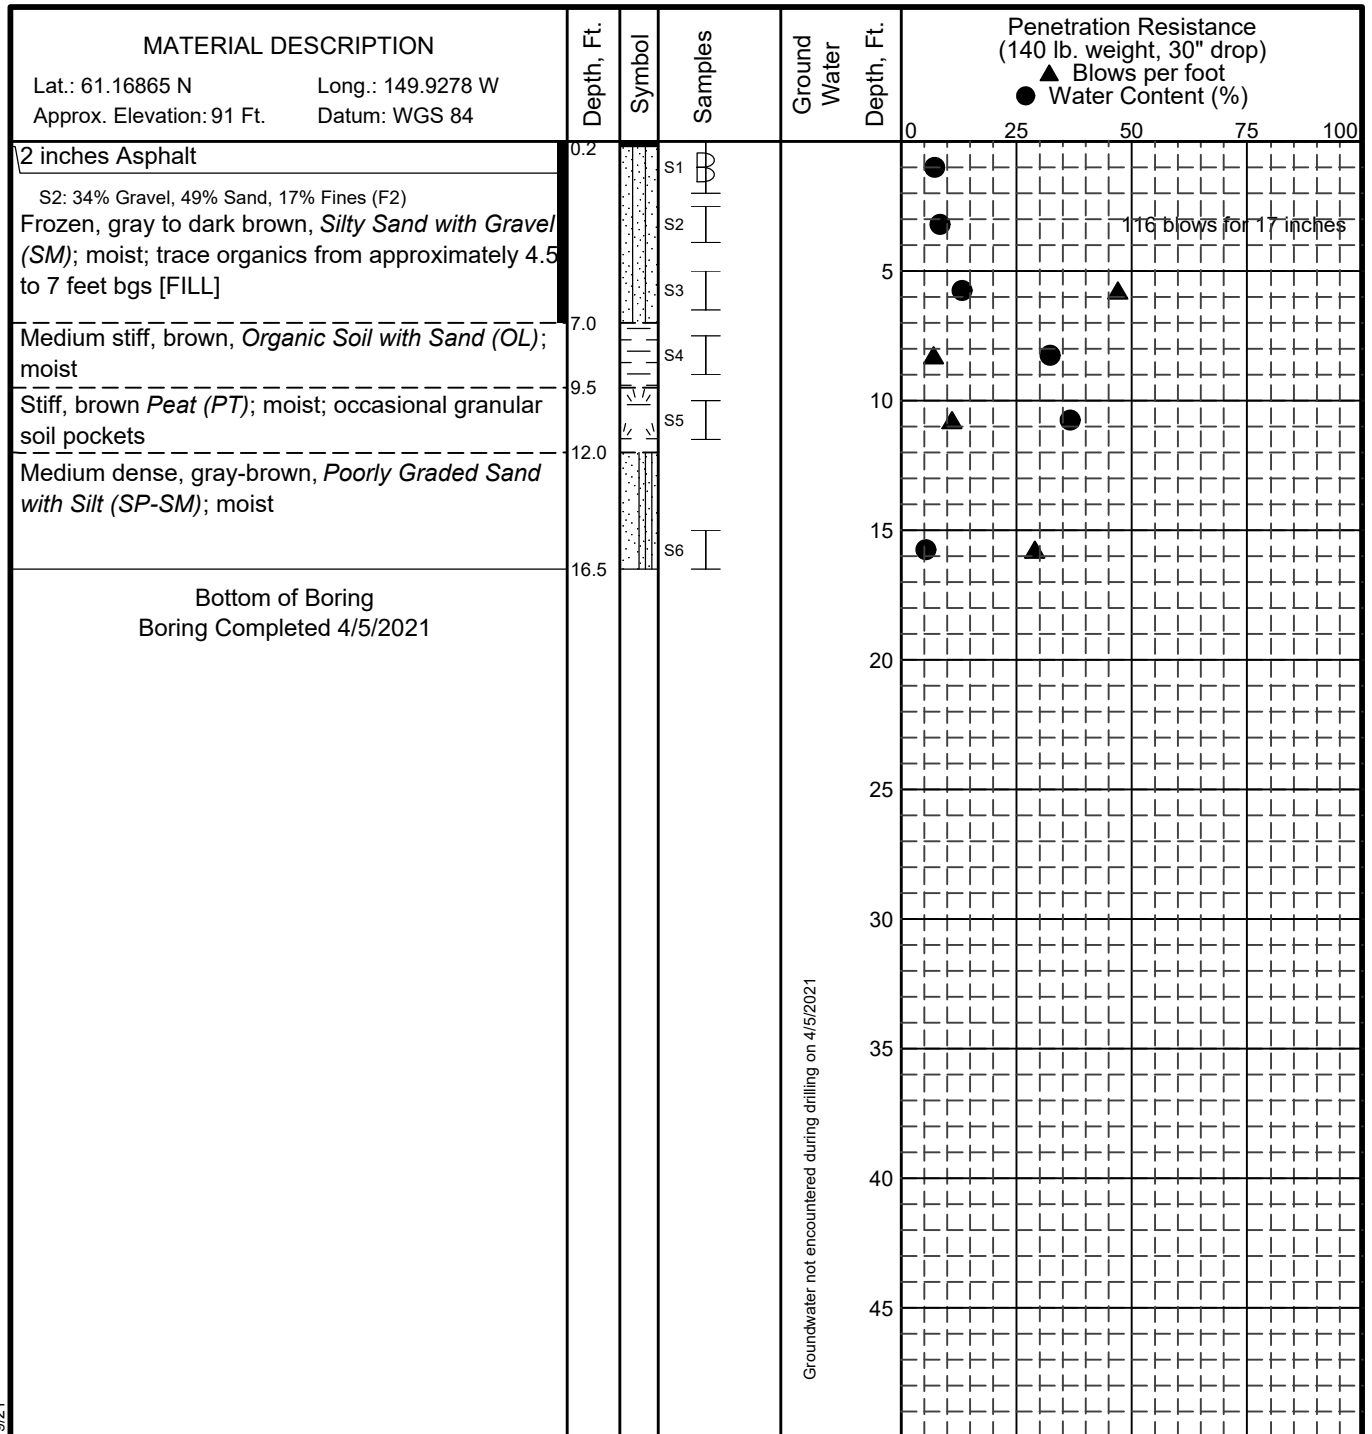 MATERIAL DESCRIPTION
Lat.: 61.16865 N Long.: 149.9278 W
Approx. Elevation: 91 Ft. Datum: WGS 84
Depth, Ft.
Symbol
Samples
Ground
Water
Depth, Ft.
Penetration Resistance
(140 lb. weight, 30" drop)
▲ Blows per foot
● Water Content (%)
0 25 50 75 100
2 inches Asphalt
0.2
S1
S2: 34% Gravel, 49% Sand, 17% Fines (F2)
Frozen, gray to dark brown, Silty Sand with Gravel
(SM); moist; trace organics from approximately 4.5
to 7 feet bgs [FILL]
S2
116 blows for 17 inches
5
S3
7.0
Medium stiff, brown, Organic Soil with Sand (OL);
moist
S4
9.5
Stiff, brown Peat (PT); moist; occasional granular
soil pockets
10
S5
12.0
Medium dense, gray-brown, Poorly Graded Sand
with Silt (SP-SM); moist
15
S6
16.5
Bottom of Boring
Boring Completed 4/5/2021
20
25
30
35
40
45
Groundwater not encountered during drilling on 4/5/2021